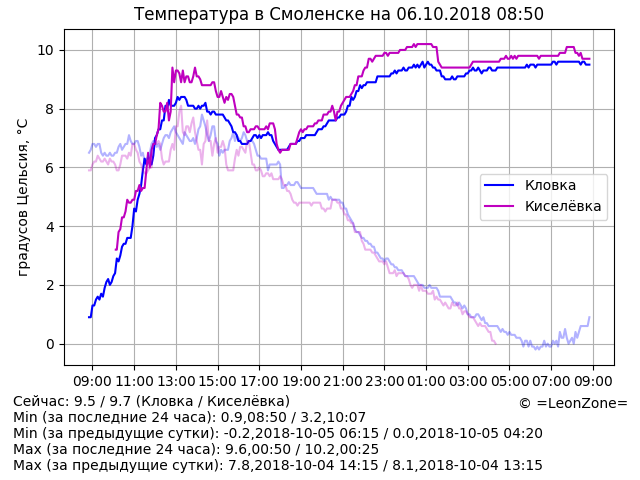 Температура в Смоленске на 06.10.2018 08:50
градусов Цельсия, °C
10
8
6
4
2
0
Кловка
Киселёвка
09:00 11:00 13:00 15:00 17:00 19:00 21:00 23:00 01:00 03:00 05:00 07:00 09:00
Сейчас: 9.5 / 9.7 (Кловка / Киселёвка)
© =LeonZone=
Min (за последние 24 часа): 0.9,08:50 / 3.2,10:07
Min (за предыдущие сутки): -0.2,2018-10-05 06:15 / 0.0,2018-10-05 04:20
Max (за последние 24 часа): 9.6,00:50 / 10.2,00:25
Max (за предыдущие сутки): 7.8,2018-10-04 14:15 / 8.1,2018-10-04 13:15